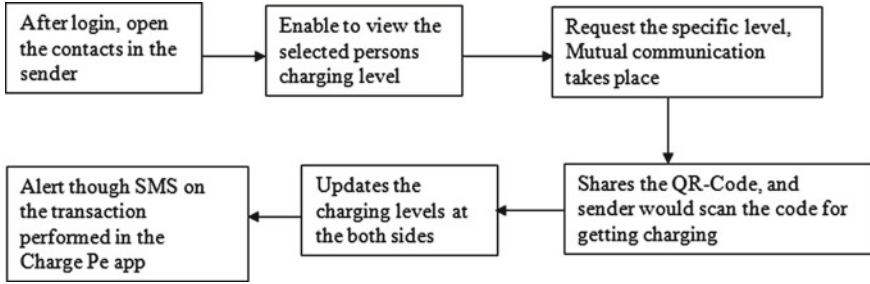 After login, open
the contacts in the
sender
Enable to view the
selected persons
charging level
Request the specific level,
Mutual communication
takes place
Shares the QR-Code, and
sender would scan the code for
getting charging
Updates the
charging levels at
the both sides
Alert though SMS on
the transaction
performed in the
Charge Pe app